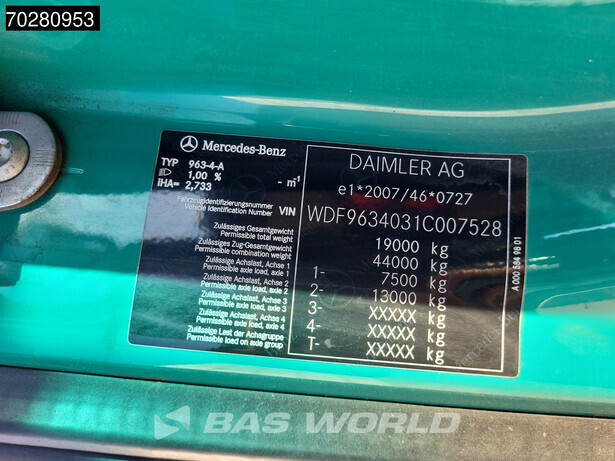 70280953
Mercedes-Benz
TYP 963-4-A
1,00 %
iHA= 2,733 - m⁻¹
Fahrzeugidentifizierungsnummer
Vehicle Identification Number VIN
Zulässiges Gesamtgewicht
Permissible total weight
Zulässiges Zug-Gesamtgewicht
Permissible combination weight
Zulässige Achslast, Achse 1
Permissible axle load, axle 1
Zulässige Achslast, Achse 2
Permissible axle load, axle 2
Zulässige Achslast, Achse 3
Permissible axle load, axle 3
Zulässige Achslast, Achse 4
Permissible axle load, axle 4
Zulässige Last der Achsgruppe
Permissible load on axle group
DAIMLER AG
e1*2007/46*0727
WDF9634031C007528
19000 kg
44000 kg
1- 7500 kg
2- 13000 kg
3- XXXXX kg
4- XXXXX kg
T- XXXXX kg
A 000 584 98 01
BAS WORLD